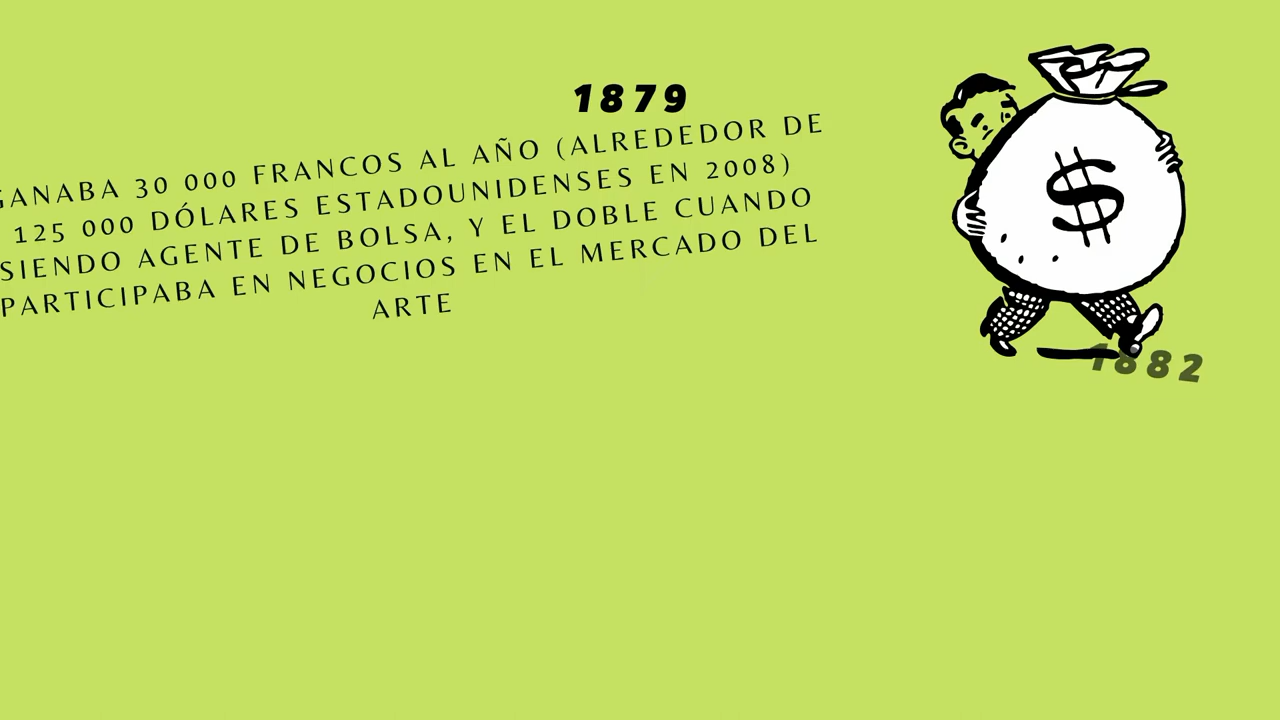 1879
GANABA 30 000 FRANCOS AL AÑO (ALREDEDOR DE
125 000 DÓLARES ESTADOUNIDENSES EN 2008)
SIENDO AGENTE DE BOLSA, Y EL DOBLE CUANDO
PARTICIPABA EN NEGOCIOS EN EL MERCADO DEL
ARTE
$
1882